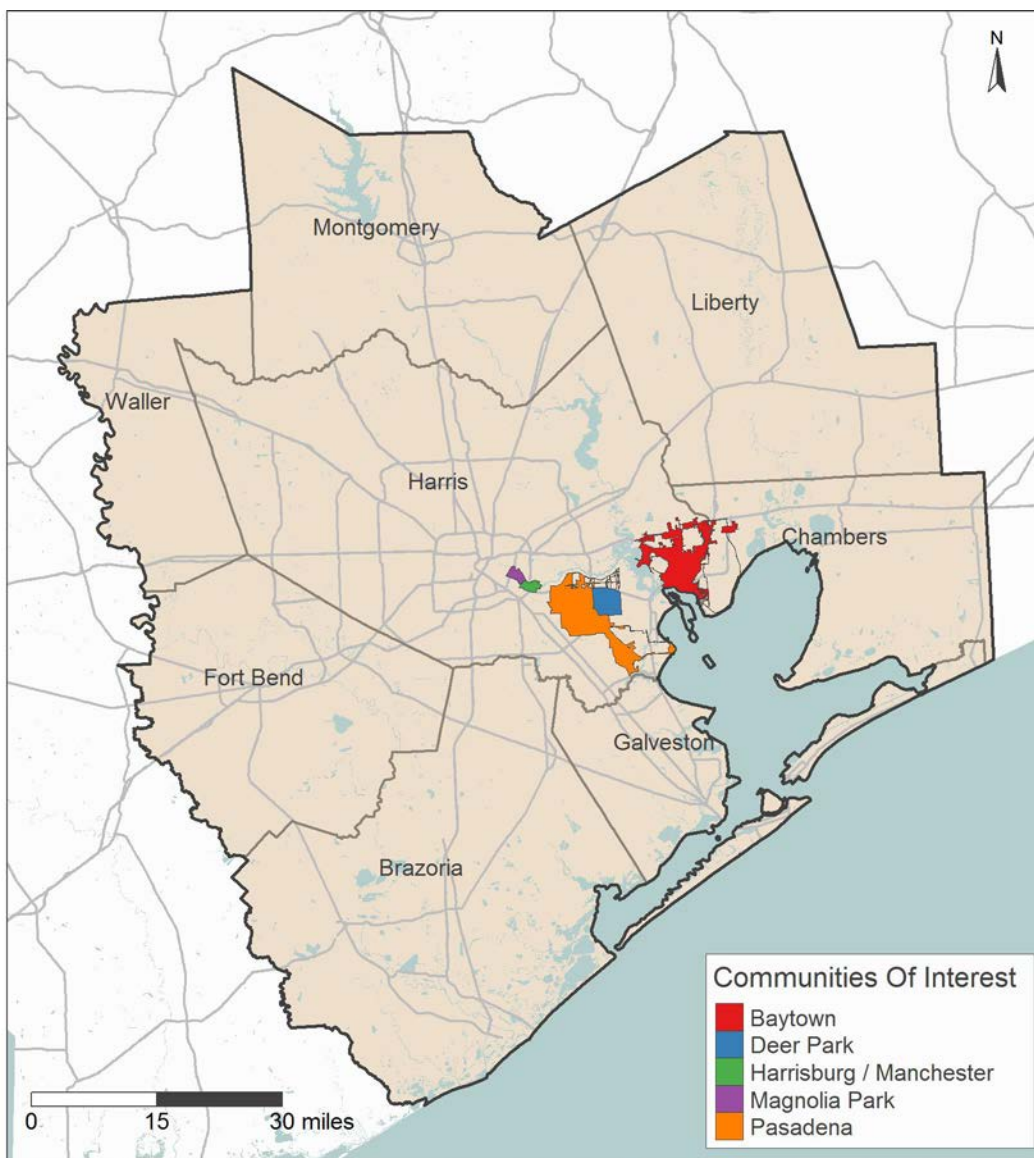 N
Montgomery
Liberty
Waller
Harris
Chambers
Fort Bend
Galveston
Brazoria
Communities Of Interest
Baytown
Deer Park
Harrisburg / Manchester
Magnolia Park
Pasadena
0 15 30 miles